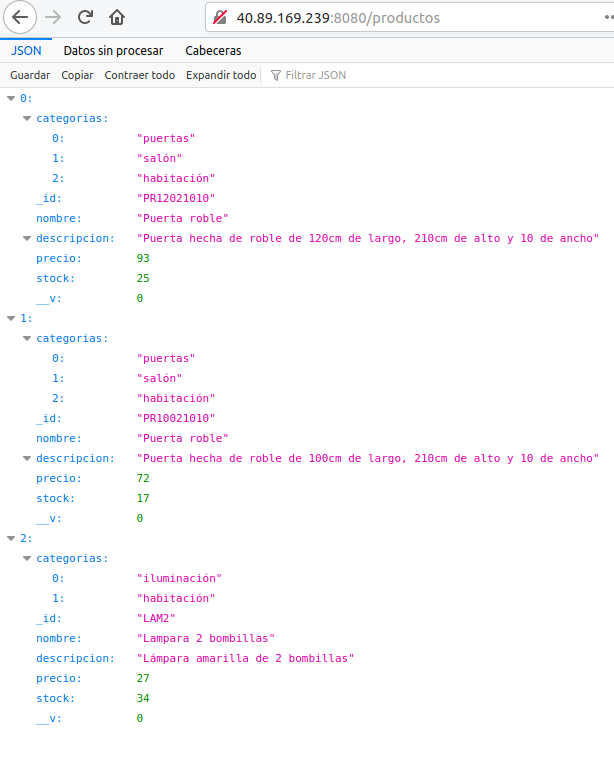 40.89.169.239:8080/productos
JSON Datos sin procesar Cabeceras
Guardar Copiar Contraer todo Expandir todo Filtrar JSON
0:
categorias:
0: "puertas"
1: "salón"
2: "habitación"
_id: "PR12021010"
nombre: "Puerta roble"
descripcion: "Puerta hecha de roble de 120cm de largo, 210cm de alto y 10 de ancho"
precio: 93
stock: 25
__v: 0
1:
categorias:
0: "puertas"
1: "salón"
2: "habitación"
_id: "PR10021010"
nombre: "Puerta roble"
descripcion: "Puerta hecha de roble de 100cm de largo, 210cm de alto y 10 de ancho"
precio: 72
stock: 17
__v: 0
2:
categorias:
0: "iluminación"
1: "habitación"
_id: "LAM2"
nombre: "Lampara 2 bombillas"
descripcion: "Lámpara amarilla de 2 bombillas"
precio: 27
stock: 34
__v: 0